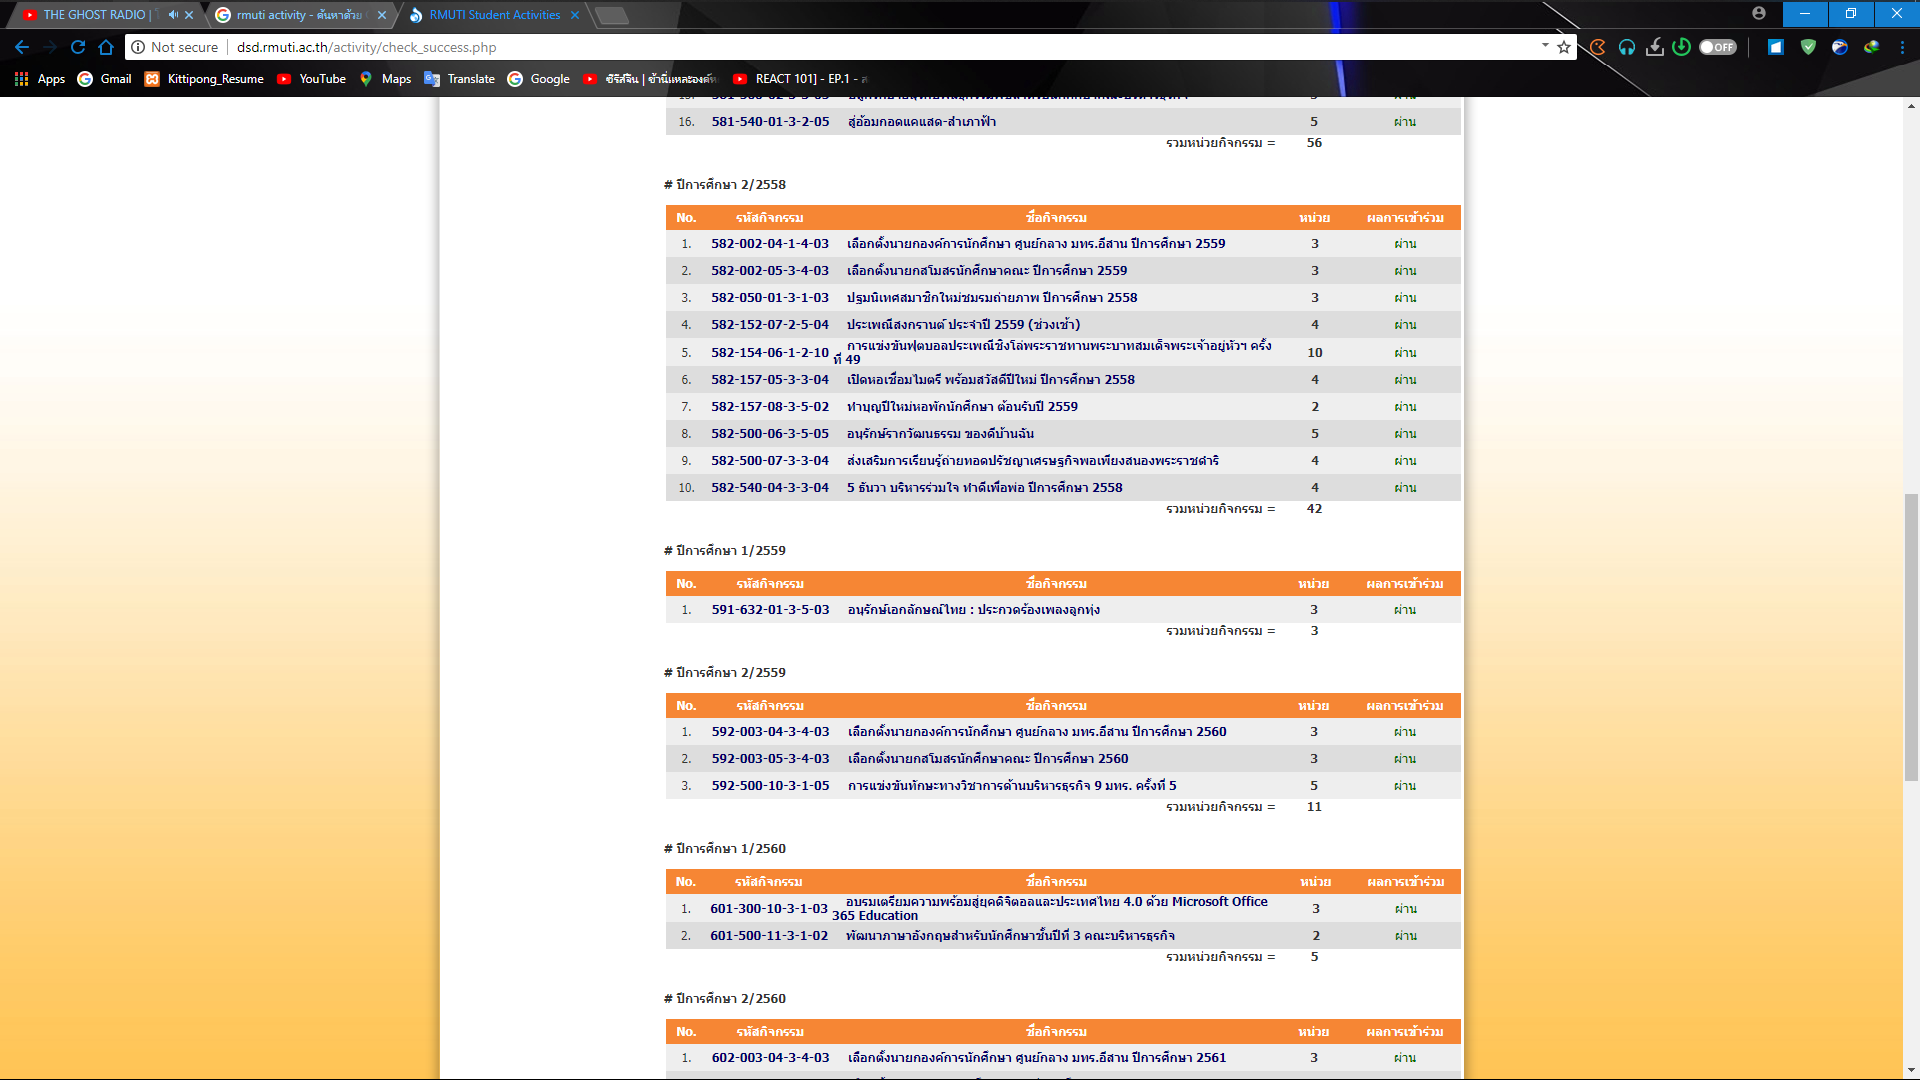 THE GHOST RADIO |
rmuti activity - ค้นหาด้วย
RMUTI Student Activities
Not secure
dsd.rmuti.ac.th/activity/check_success.php
OFF
Apps Gmail Kittipong_Resume YouTube Maps Translate Google ซีรีส์จีน | ข้านี่แหละองค์ REACT 101] - EP.1 -
16. 581-540-01-3-2-05 สู่อ้อมกอดแคแสด-สำเภาฟ้า 5 ผ่าน
รวมหน่วยกิจกรรม = 56
# ปีการศึกษา 2/2558
No. รหัสกิจกรรม ชื่อกิจกรรม หน่วย ผลการเข้าร่วม
1. 582-002-04-1-4-03 เลือกตั้งนายกองค์การนักศึกษา ศูนย์กลาง มทร.อีสาน ปีการศึกษา 2559 3 ผ่าน
2. 582-002-05-3-4-03 เลือกตั้งนายกสโมสรนักศึกษาคณะ ปีการศึกษา 2559 3 ผ่าน
3. 582-050-01-3-1-03 ปฐมนิเทศสมาชิกใหม่ชมรมถ่ายภาพ ปีการศึกษา 2558 3 ผ่าน
4. 582-152-07-2-5-04 ประเพณีสงกรานต์ ประจำปี 2559 (ช่วงเช้า) 4 ผ่าน
5. 582-154-06-1-2-10 การแข่งขันฟุตบอลประเพณีชิงโล่พระราชทานพระบาทสมเด็จพระเจ้าอยู่หัวฯ ครั้ง
ที่ 49 10 ผ่าน
6. 582-157-05-3-3-04 เปิดหอเชื่อมไมตรี พร้อมสวัสดีปีใหม่ ปีการศึกษา 2558 4 ผ่าน
7. 582-157-08-3-5-02 ทำบุญปีใหม่หอพักนักศึกษา ต้อนรับปี 2559 2 ผ่าน
8. 582-500-06-3-5-05 อนุรักษ์รากวัฒนธรรม ของดีบ้านฉัน 5 ผ่าน
9. 582-500-07-3-3-04 ส่งเสริมการเรียนรู้ถ่ายทอดปรัชญาเศรษฐกิจพอเพียงสนองพระราชดำริ 4 ผ่าน
10. 582-540-04-3-3-04 5 ธันวา บริหารร่วมใจ ทำดีเพื่อพ่อ ปีการศึกษา 2558 4 ผ่าน
รวมหน่วยกิจกรรม = 42
# ปีการศึกษา 1/2559
No. รหัสกิจกรรม ชื่อกิจกรรม หน่วย ผลการเข้าร่วม
1. 591-632-01-3-5-03 อนุรักษ์เอกลักษณ์ไทย : ประกวดร้องเพลงลูกทุ่ง 3 ผ่าน
รวมหน่วยกิจกรรม = 3
# ปีการศึกษา 2/2559
No. รหัสกิจกรรม ชื่อกิจกรรม หน่วย ผลการเข้าร่วม
1. 592-003-04-3-4-03 เลือกตั้งนายกองค์การนักศึกษา ศูนย์กลาง มทร.อีสาน ปีการศึกษา 2560 3 ผ่าน
2. 592-003-05-3-4-03 เลือกตั้งนายกสโมสรนักศึกษาคณะ ปีการศึกษา 2560 3 ผ่าน
3. 592-500-10-3-1-05 การแข่งขันทักษะทางวิชาการด้านบริหารธุรกิจ 9 มทร. ครั้งที่ 5 5 ผ่าน
รวมหน่วยกิจกรรม = 11
# ปีการศึกษา 1/2560
No. รหัสกิจกรรม ชื่อกิจกรรม หน่วย ผลการเข้าร่วม
1. 601-300-10-3-1-03 อบรมเตรียมความพร้อมสู่ยุคดิจิตอลและประเทศไทย 4.0 ด้วย Microsoft Office
365 Education 3 ผ่าน
2. 601-500-11-3-1-02 พัฒนาภาษาอังกฤษสำหรับนักศึกษาชั้นปีที่ 3 คณะบริหารธุรกิจ 2 ผ่าน
รวมหน่วยกิจกรรม = 5
# ปีการศึกษา 2/2560
No. รหัสกิจกรรม ชื่อกิจกรรม หน่วย ผลการเข้าร่วม
1. 602-003-04-3-4-03 เลือกตั้งนายกองค์การนักศึกษา ศูนย์กลาง มทร.อีสาน ปีการศึกษา 2561 3 ผ่าน